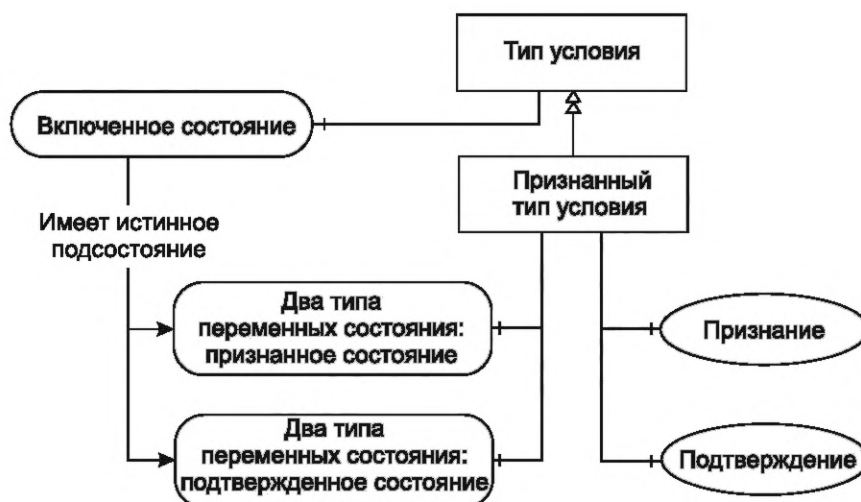 Тип условия
Включенное состояние
Признанный
тип условия
Имеет истинное
подсостояние
Два типа
переменных состояния:
признанное состояние
Признание
Два типа
переменных состояния:
подтвержденное состояние
Подтверждение